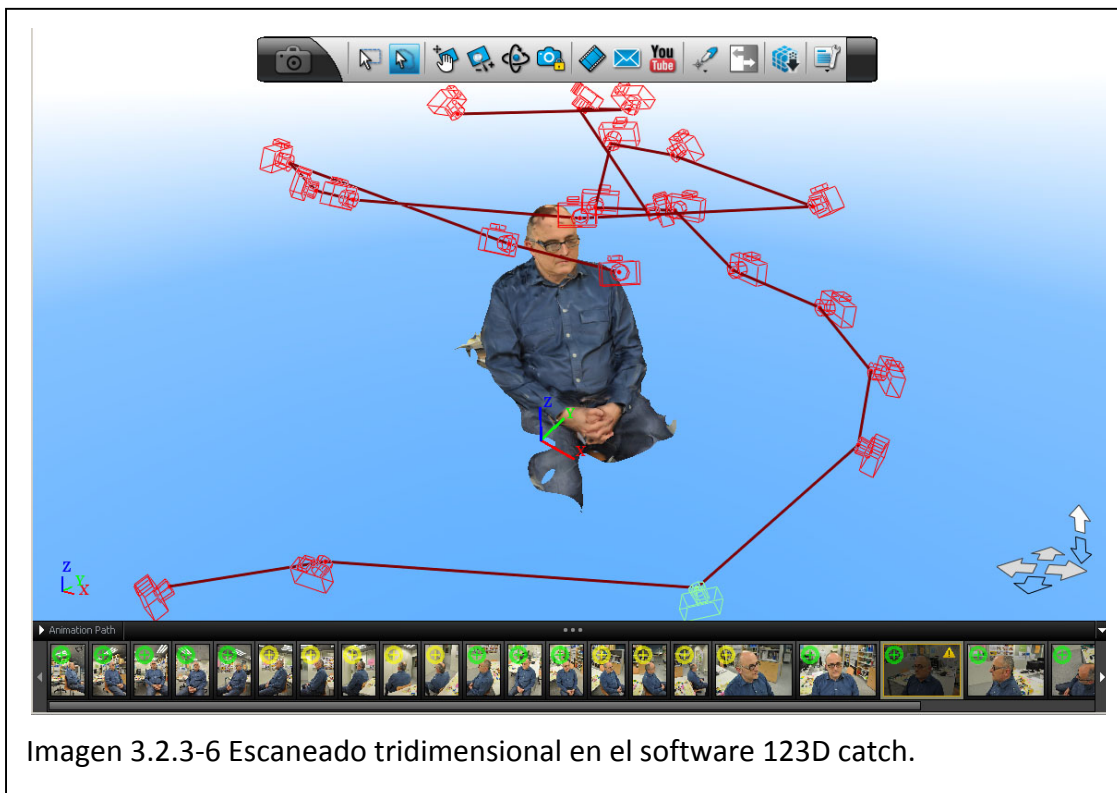 You
Tube
Z
Y
X
Z
Y
X
Animation Path
Imagen 3.2.3-6 Escaneado tridimensional en el software 123D catch.